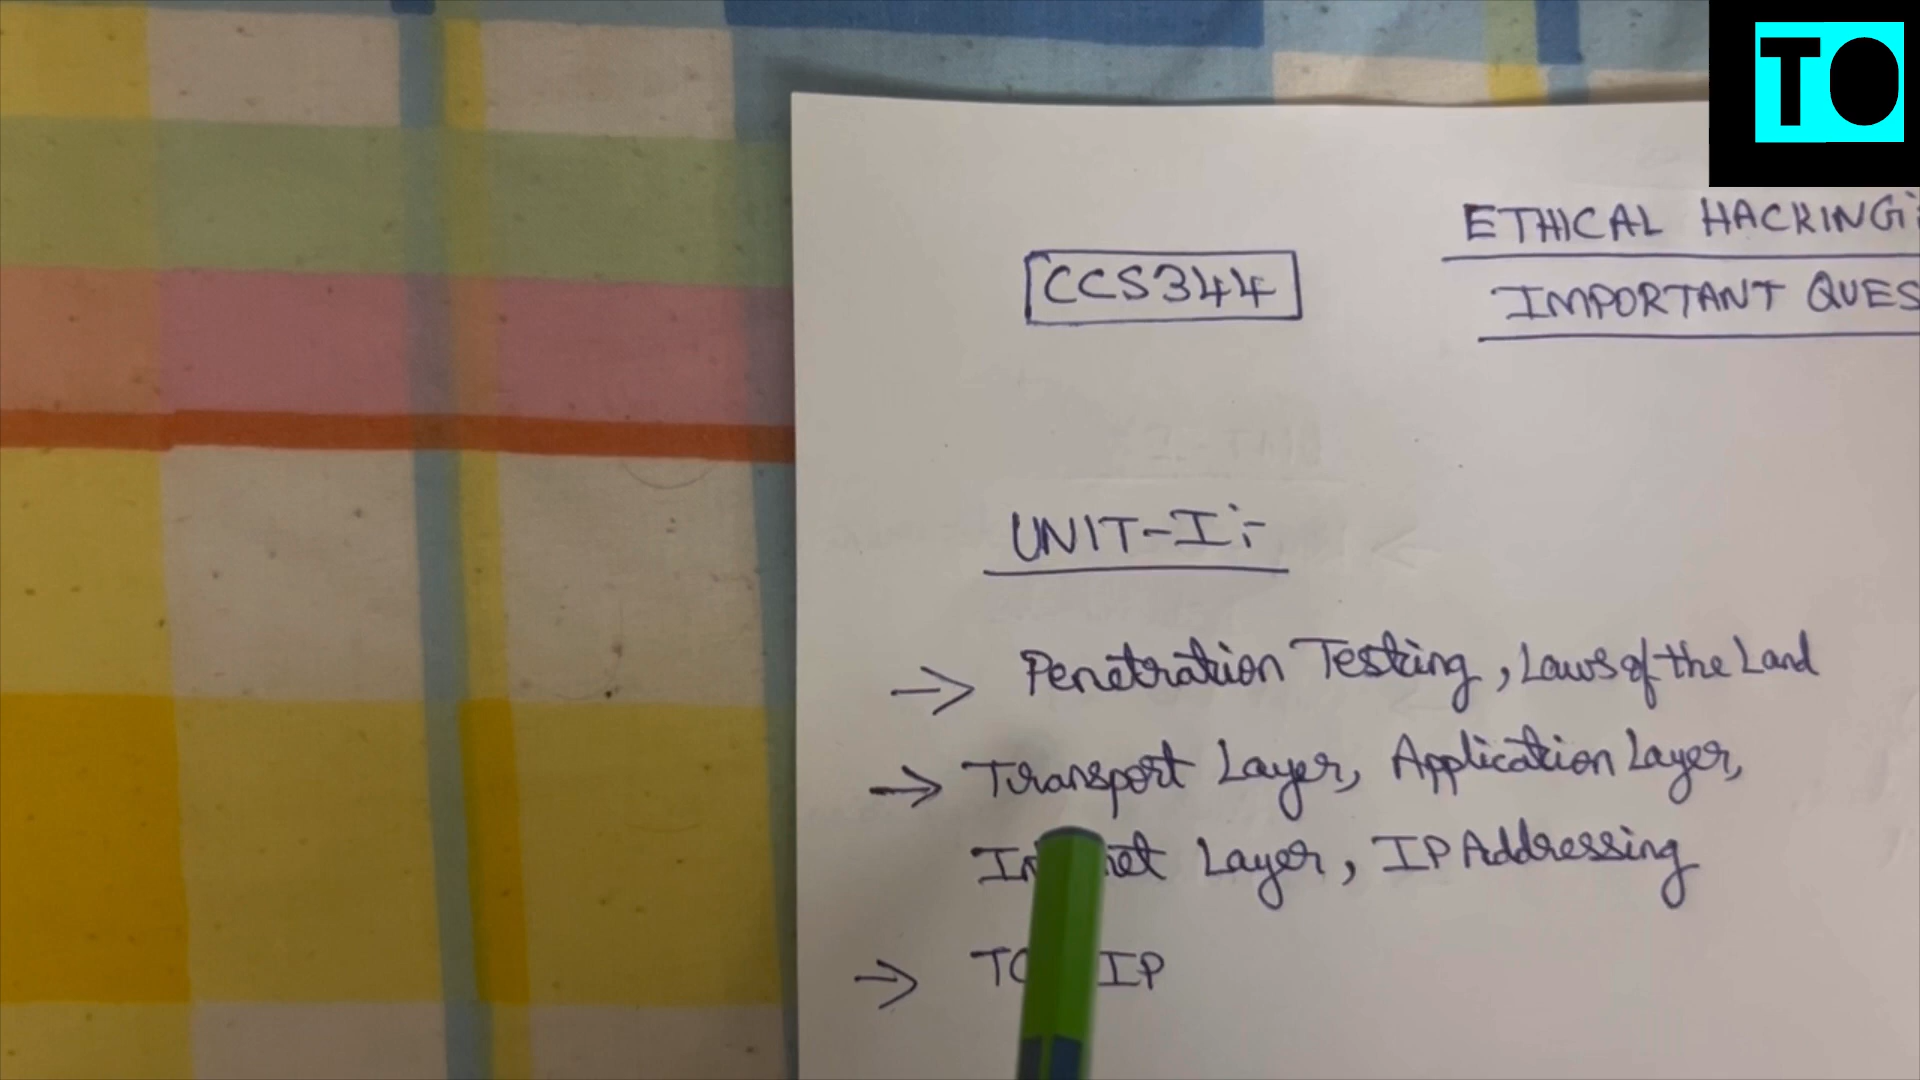 TO
ETHICAL HACKING:
CCS344
IMPORTANT QUES
UNIT-I:-
→ Penetration Testing, Laws of the Land
→ Transport Layer, Application Layer,
Layer, IP Addressing
→ IP